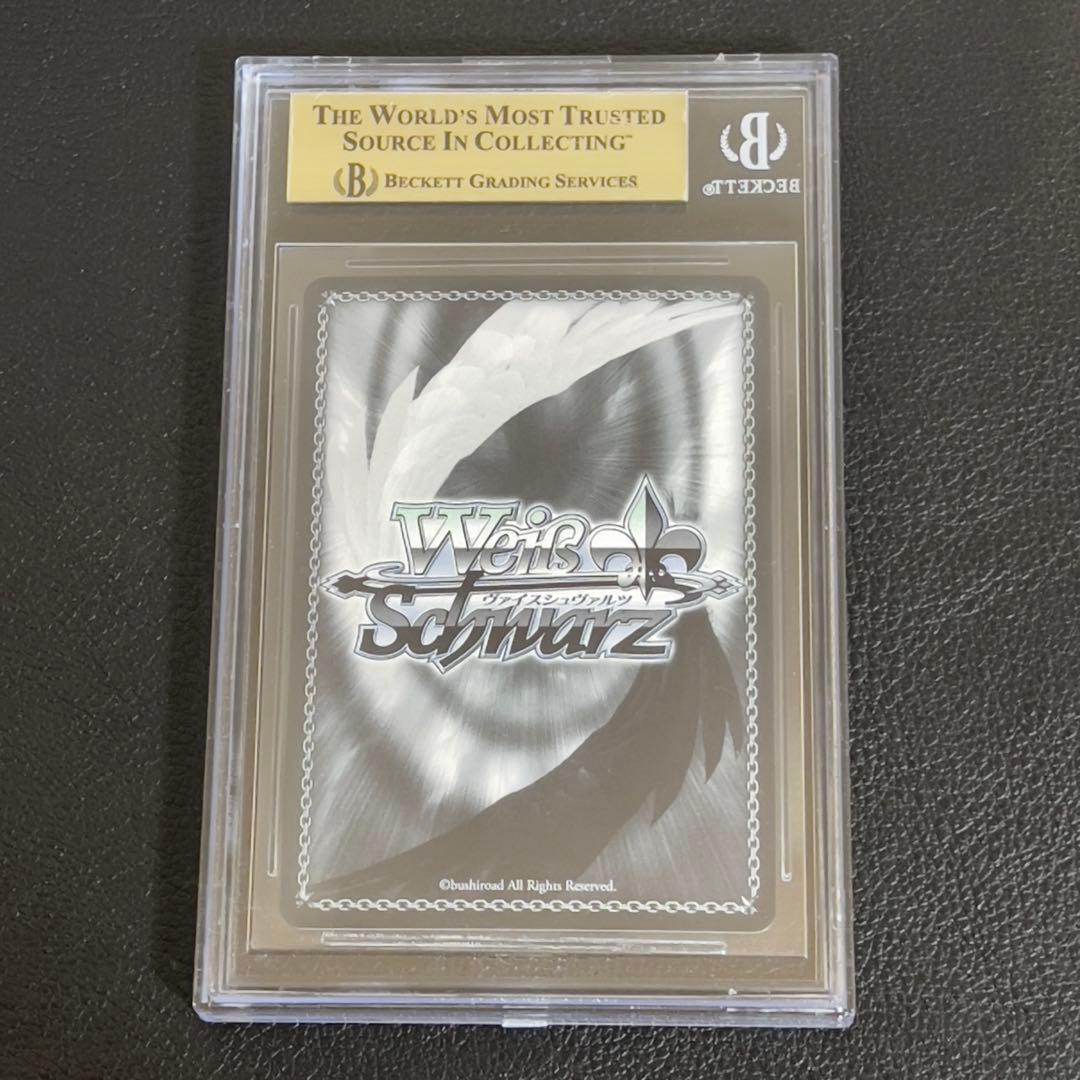 THE WORLD'S MOST TRUSTED
SOURCE IN COLLECTING™
B BECKETT GRADING SERVICES
B
BECKETT®
Weiß
ヴァイスシュヴァルツ
Schwarz
©bushiroad All Rights Reserved.